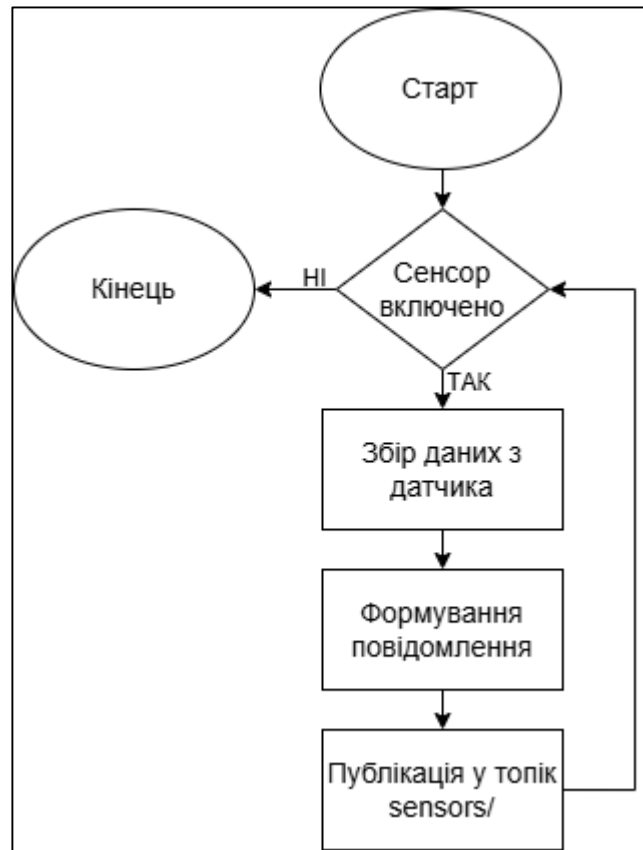 Старт
Сенсор
включено
НІ
Кінець
ТАК
Збір даних з
датчика
Формування
повідомлення
Публікація у топік
sensors/